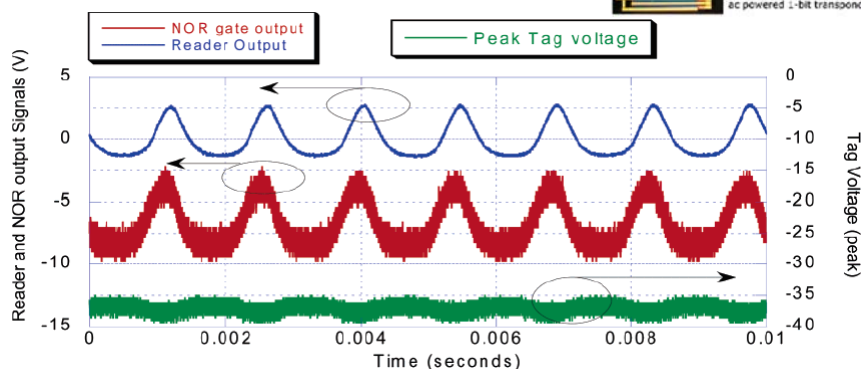 ac powered 1-bit transpond
NOR gate output
Reader Output
Peak Tag voltage
Reader and NOR output Signals (V)
5
0
-5
-10
-15
0
-5
-10
-15
-20
-25
-30
-35
-40
Tag Voltage (peak)
0
0.002
0.004
0.006
0.008
0.01
Time (seconds)